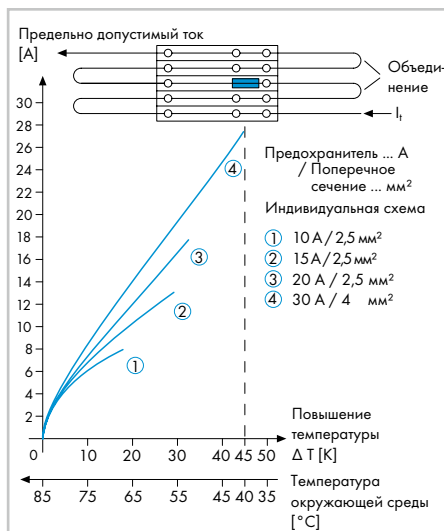 Предельно допустимый ток
[A]
Объеди-
нение
I_t
30
28
26
24
22
20
18
16
14
12
10
8
6
4
2
④
③
②
①
Предохранитель ... А
/ Поперечное
сечение ... мм²
Индивидуальная схема
① 10 А / 2,5 мм²
② 15 А / 2,5 мм²
③ 20 А / 2,5 мм²
④ 30 А / 4 мм²
0 10 20 30 40 45 50
Повышение
температуры
Δ T [K]
85 75 65 55 45 40 35
Температура
окружающей среды
[°C]